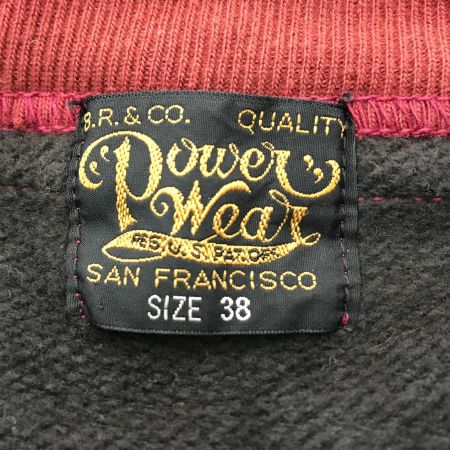 B.R. & CO. QUALITY
"Power
Wear"
REG. U.S. PAT. OFF.
SAN FRANCISCO
SIZE 38